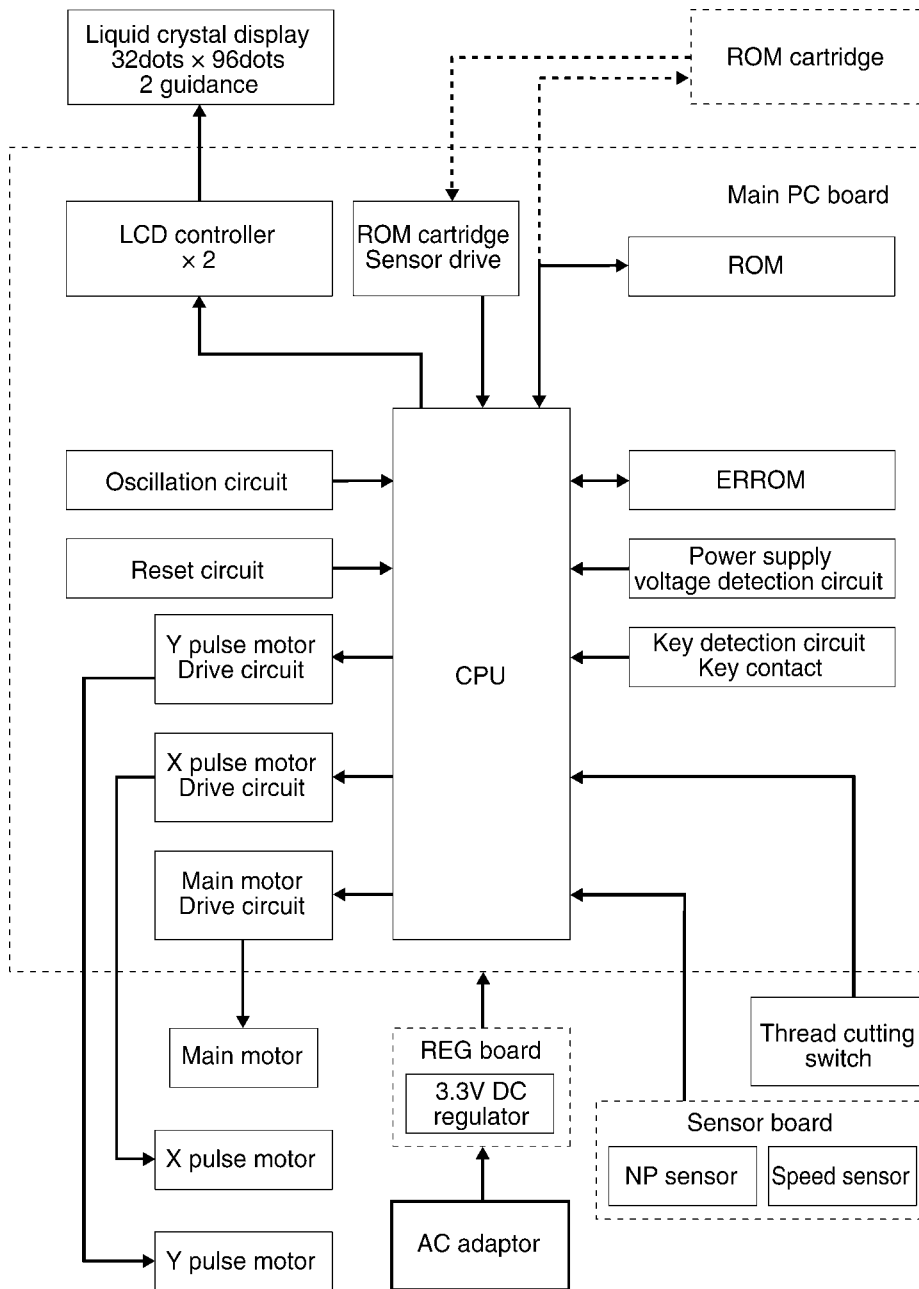 Liquid crystal display
32dots × 96dots
2 guidance
ROM cartridge
Main PC board
LCD controller
× 2
ROM cartridge
Sensor drive
ROM
Oscillation circuit
ERROM
Reset circuit
Power supply
voltage detection circuit
Y pulse motor
Drive circuit
CPU
Key detection circuit
Key contact
X pulse motor
Drive circuit
Main motor
Drive circuit
Main motor
REG board
3.3V DC
regulator
Thread cutting
switch
Sensor board
NP sensor
Speed sensor
X pulse motor
AC adaptor
Y pulse motor